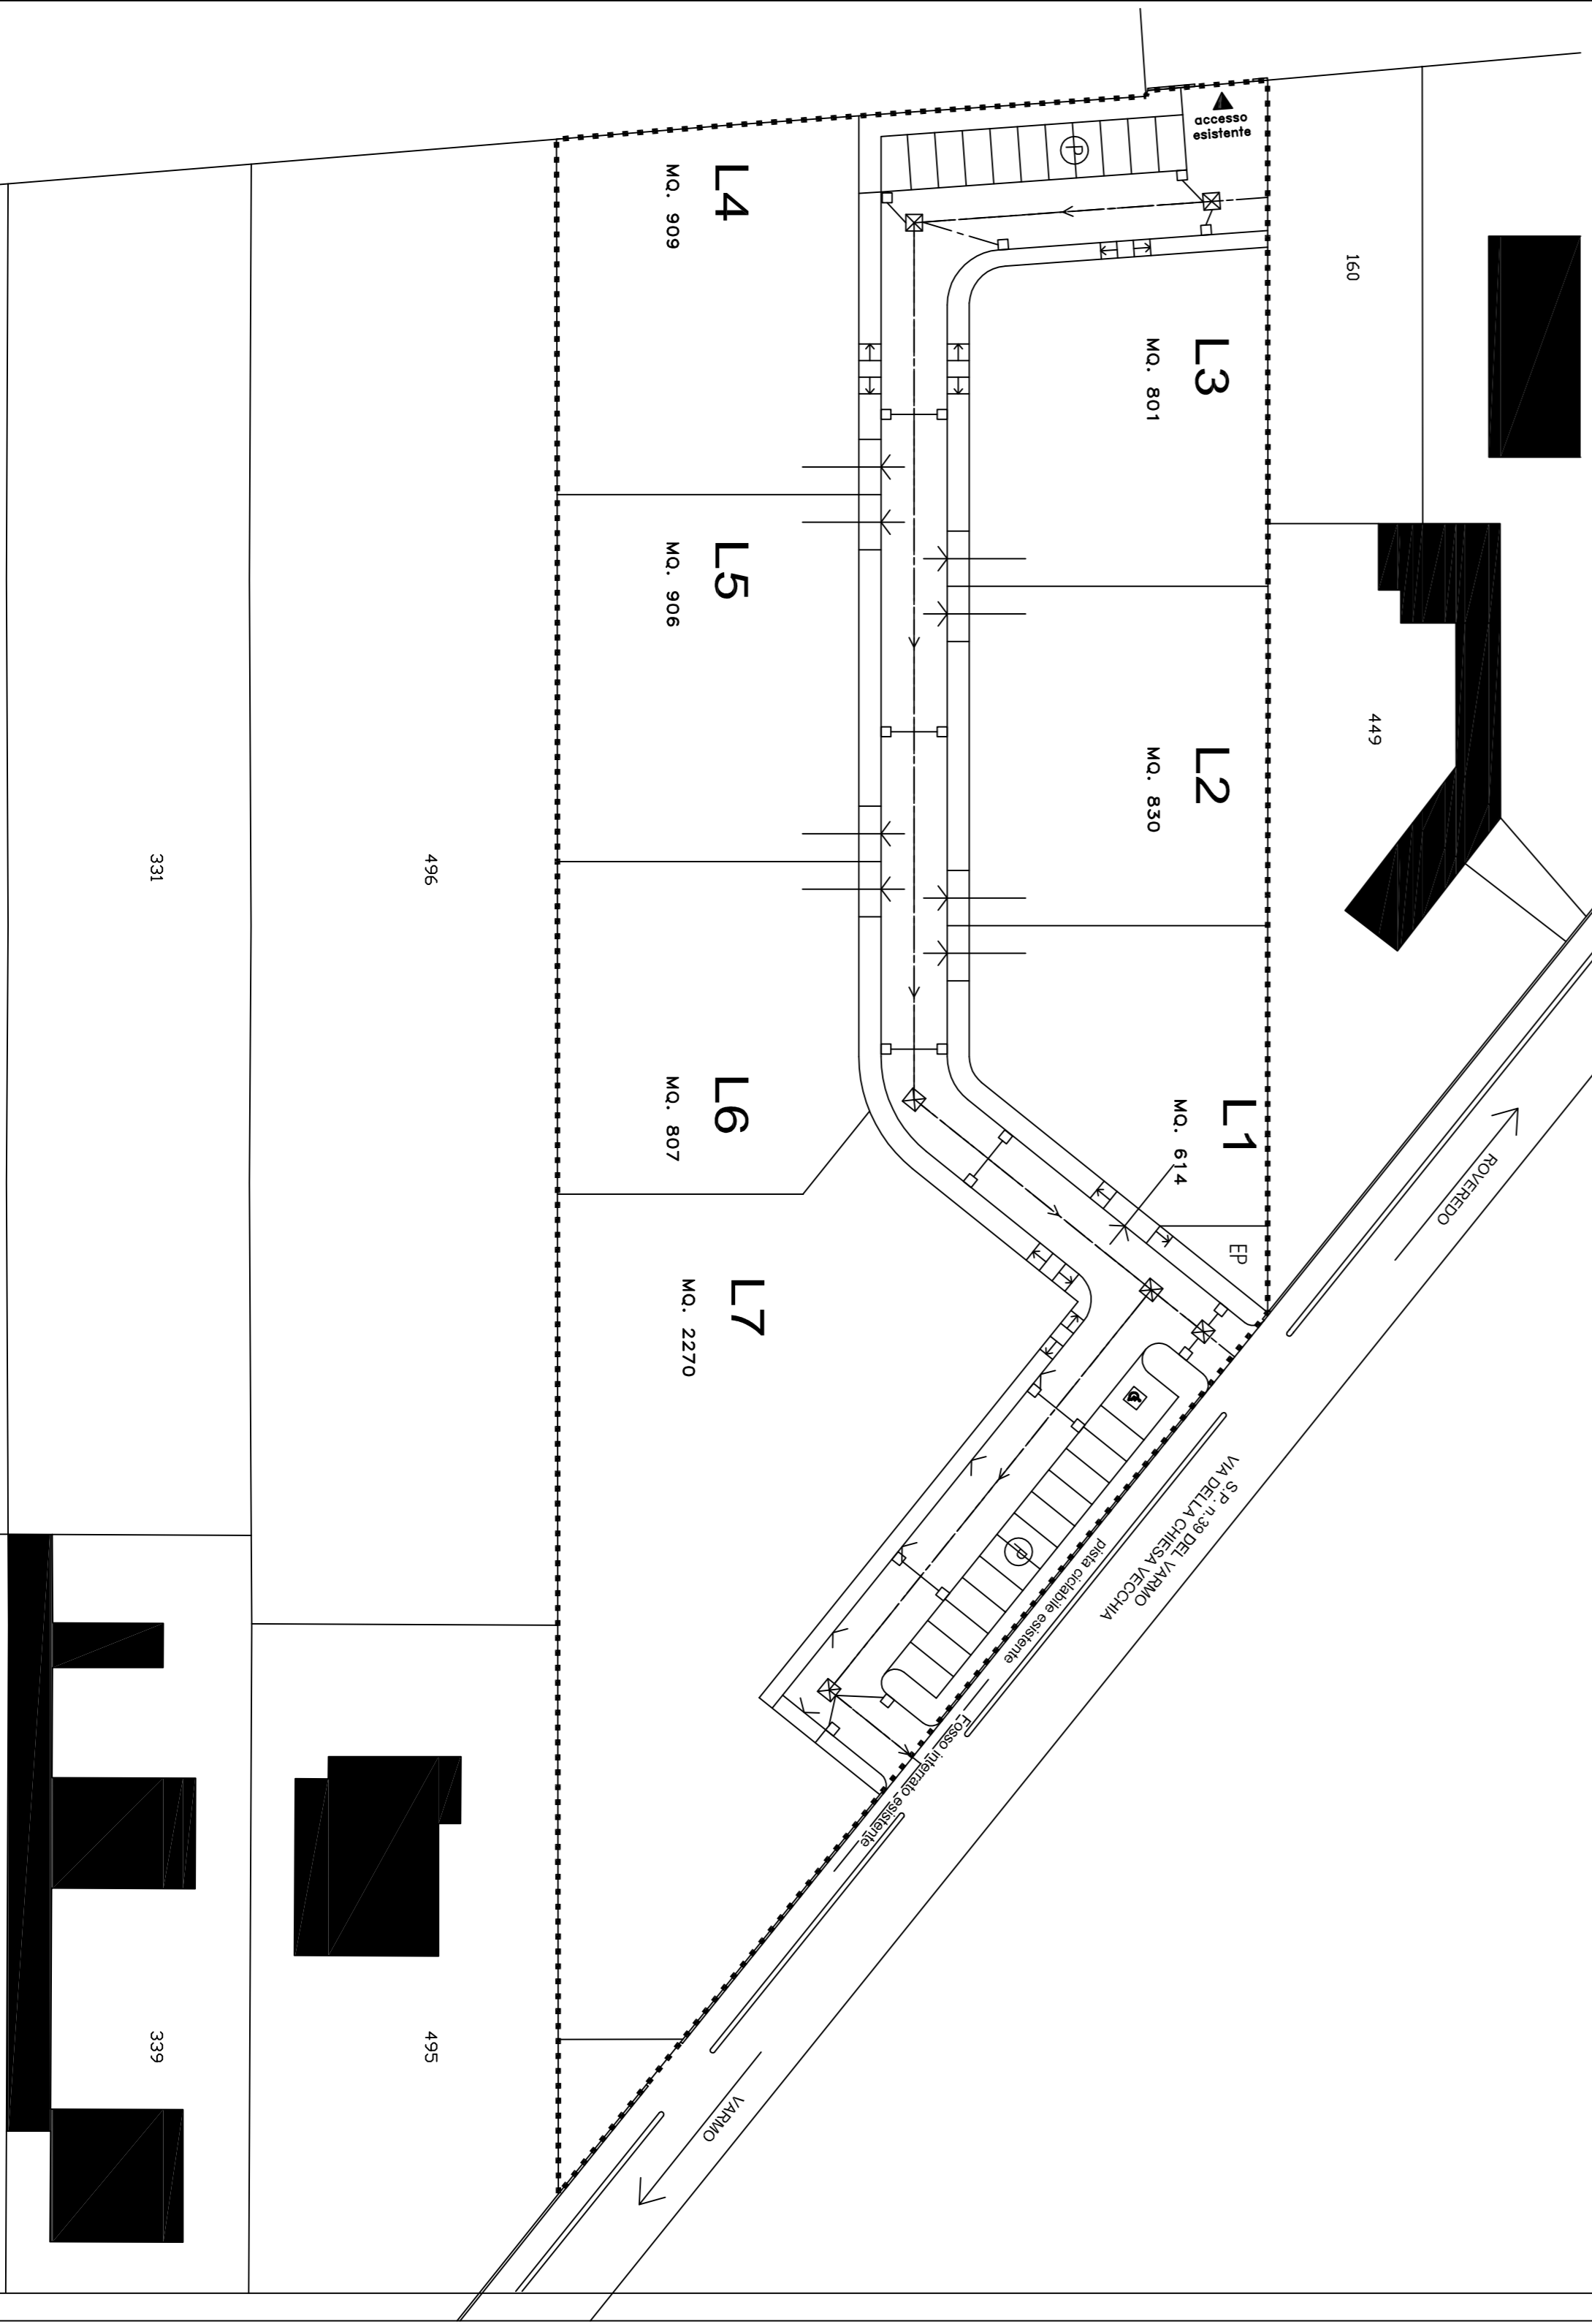 accesso
esistente
P
160
L4
MQ. 909
L3
MQ. 801
L5
MQ. 906
L2
MQ. 830
449
331
496
L6
MQ. 807
L1
MQ. 614
EP
ROVEREDO
L7
MQ. 2270
S.P. n.39 DEL VARMO
VIA DELLA CHIESA VECCHIA
pista ciclabile esistente
P
Fosso interrato esistente
339
495
VARMO